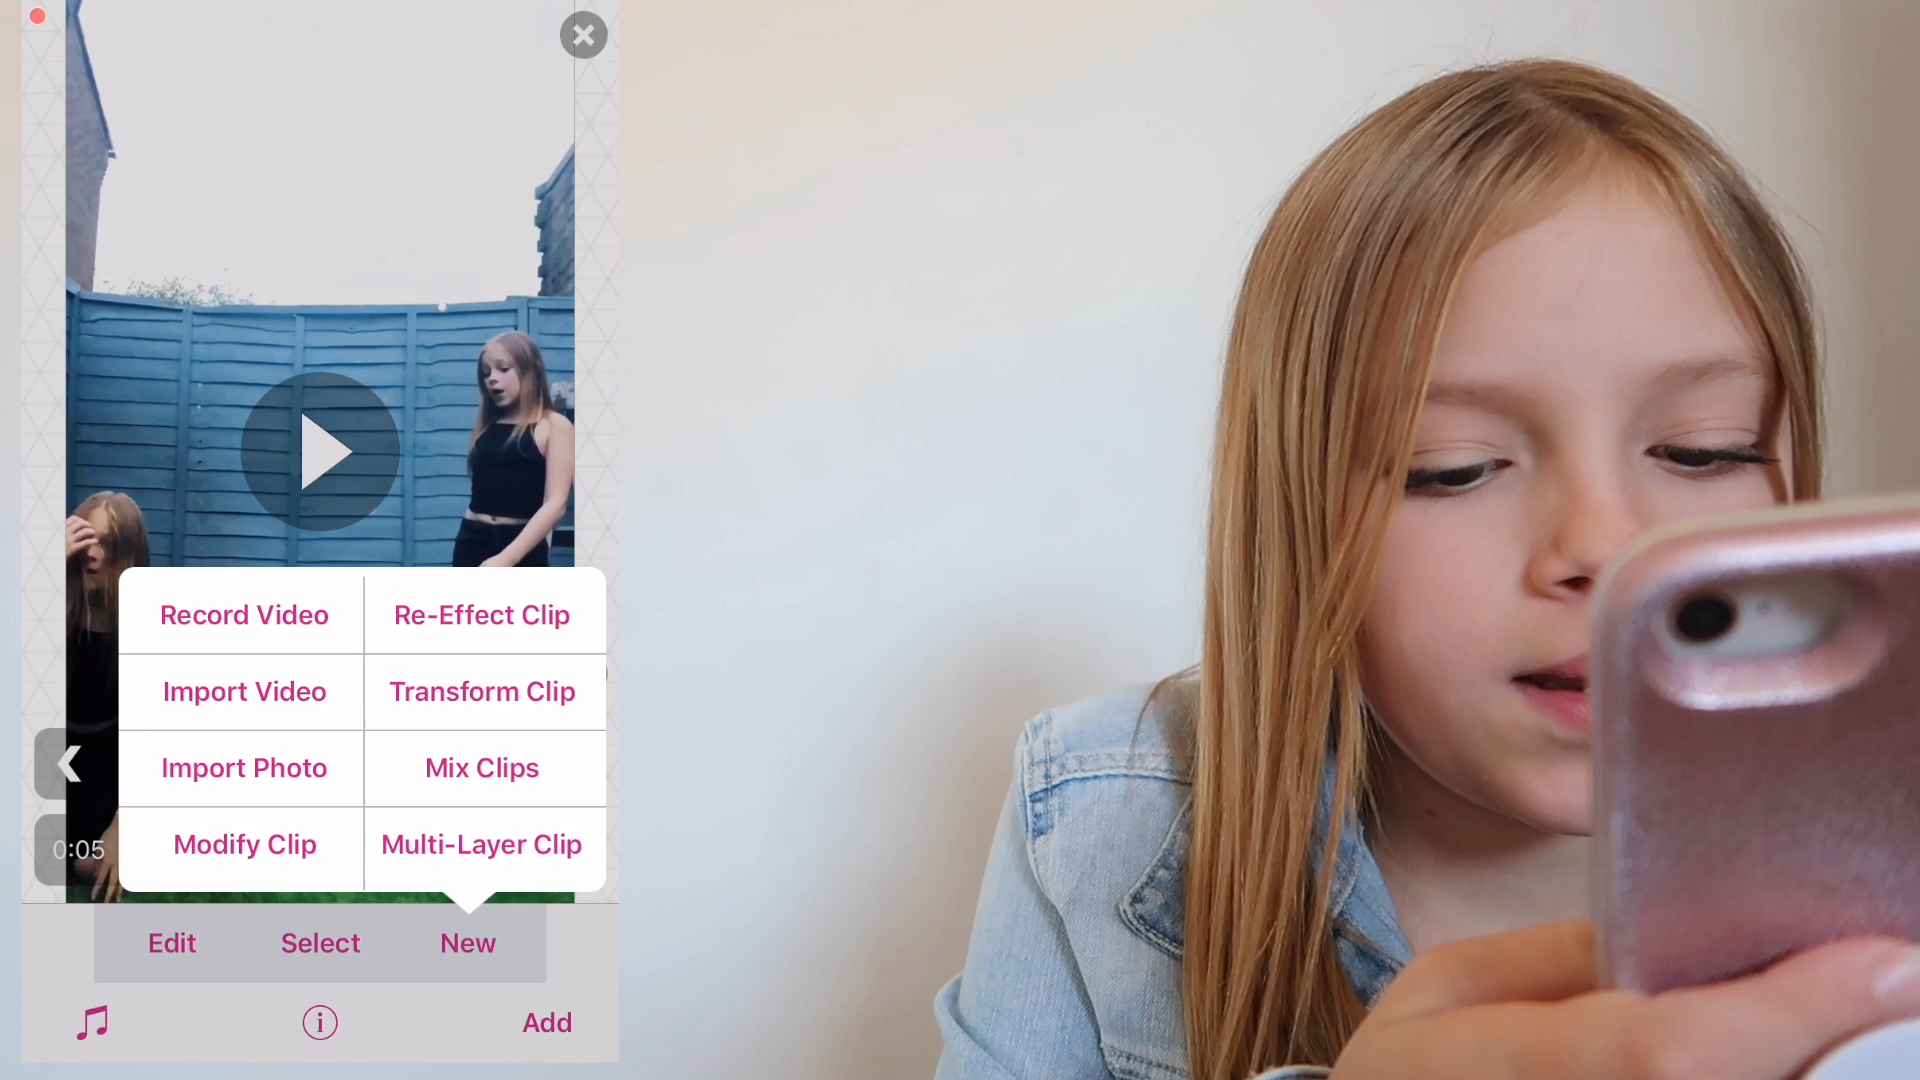 Record Video
Re-Effect Clip
Import Video
Transform Clip
Import Photo
Mix Clips
Modify Clip
Multi-Layer Clip
0:05
Edit
Select
New
Add